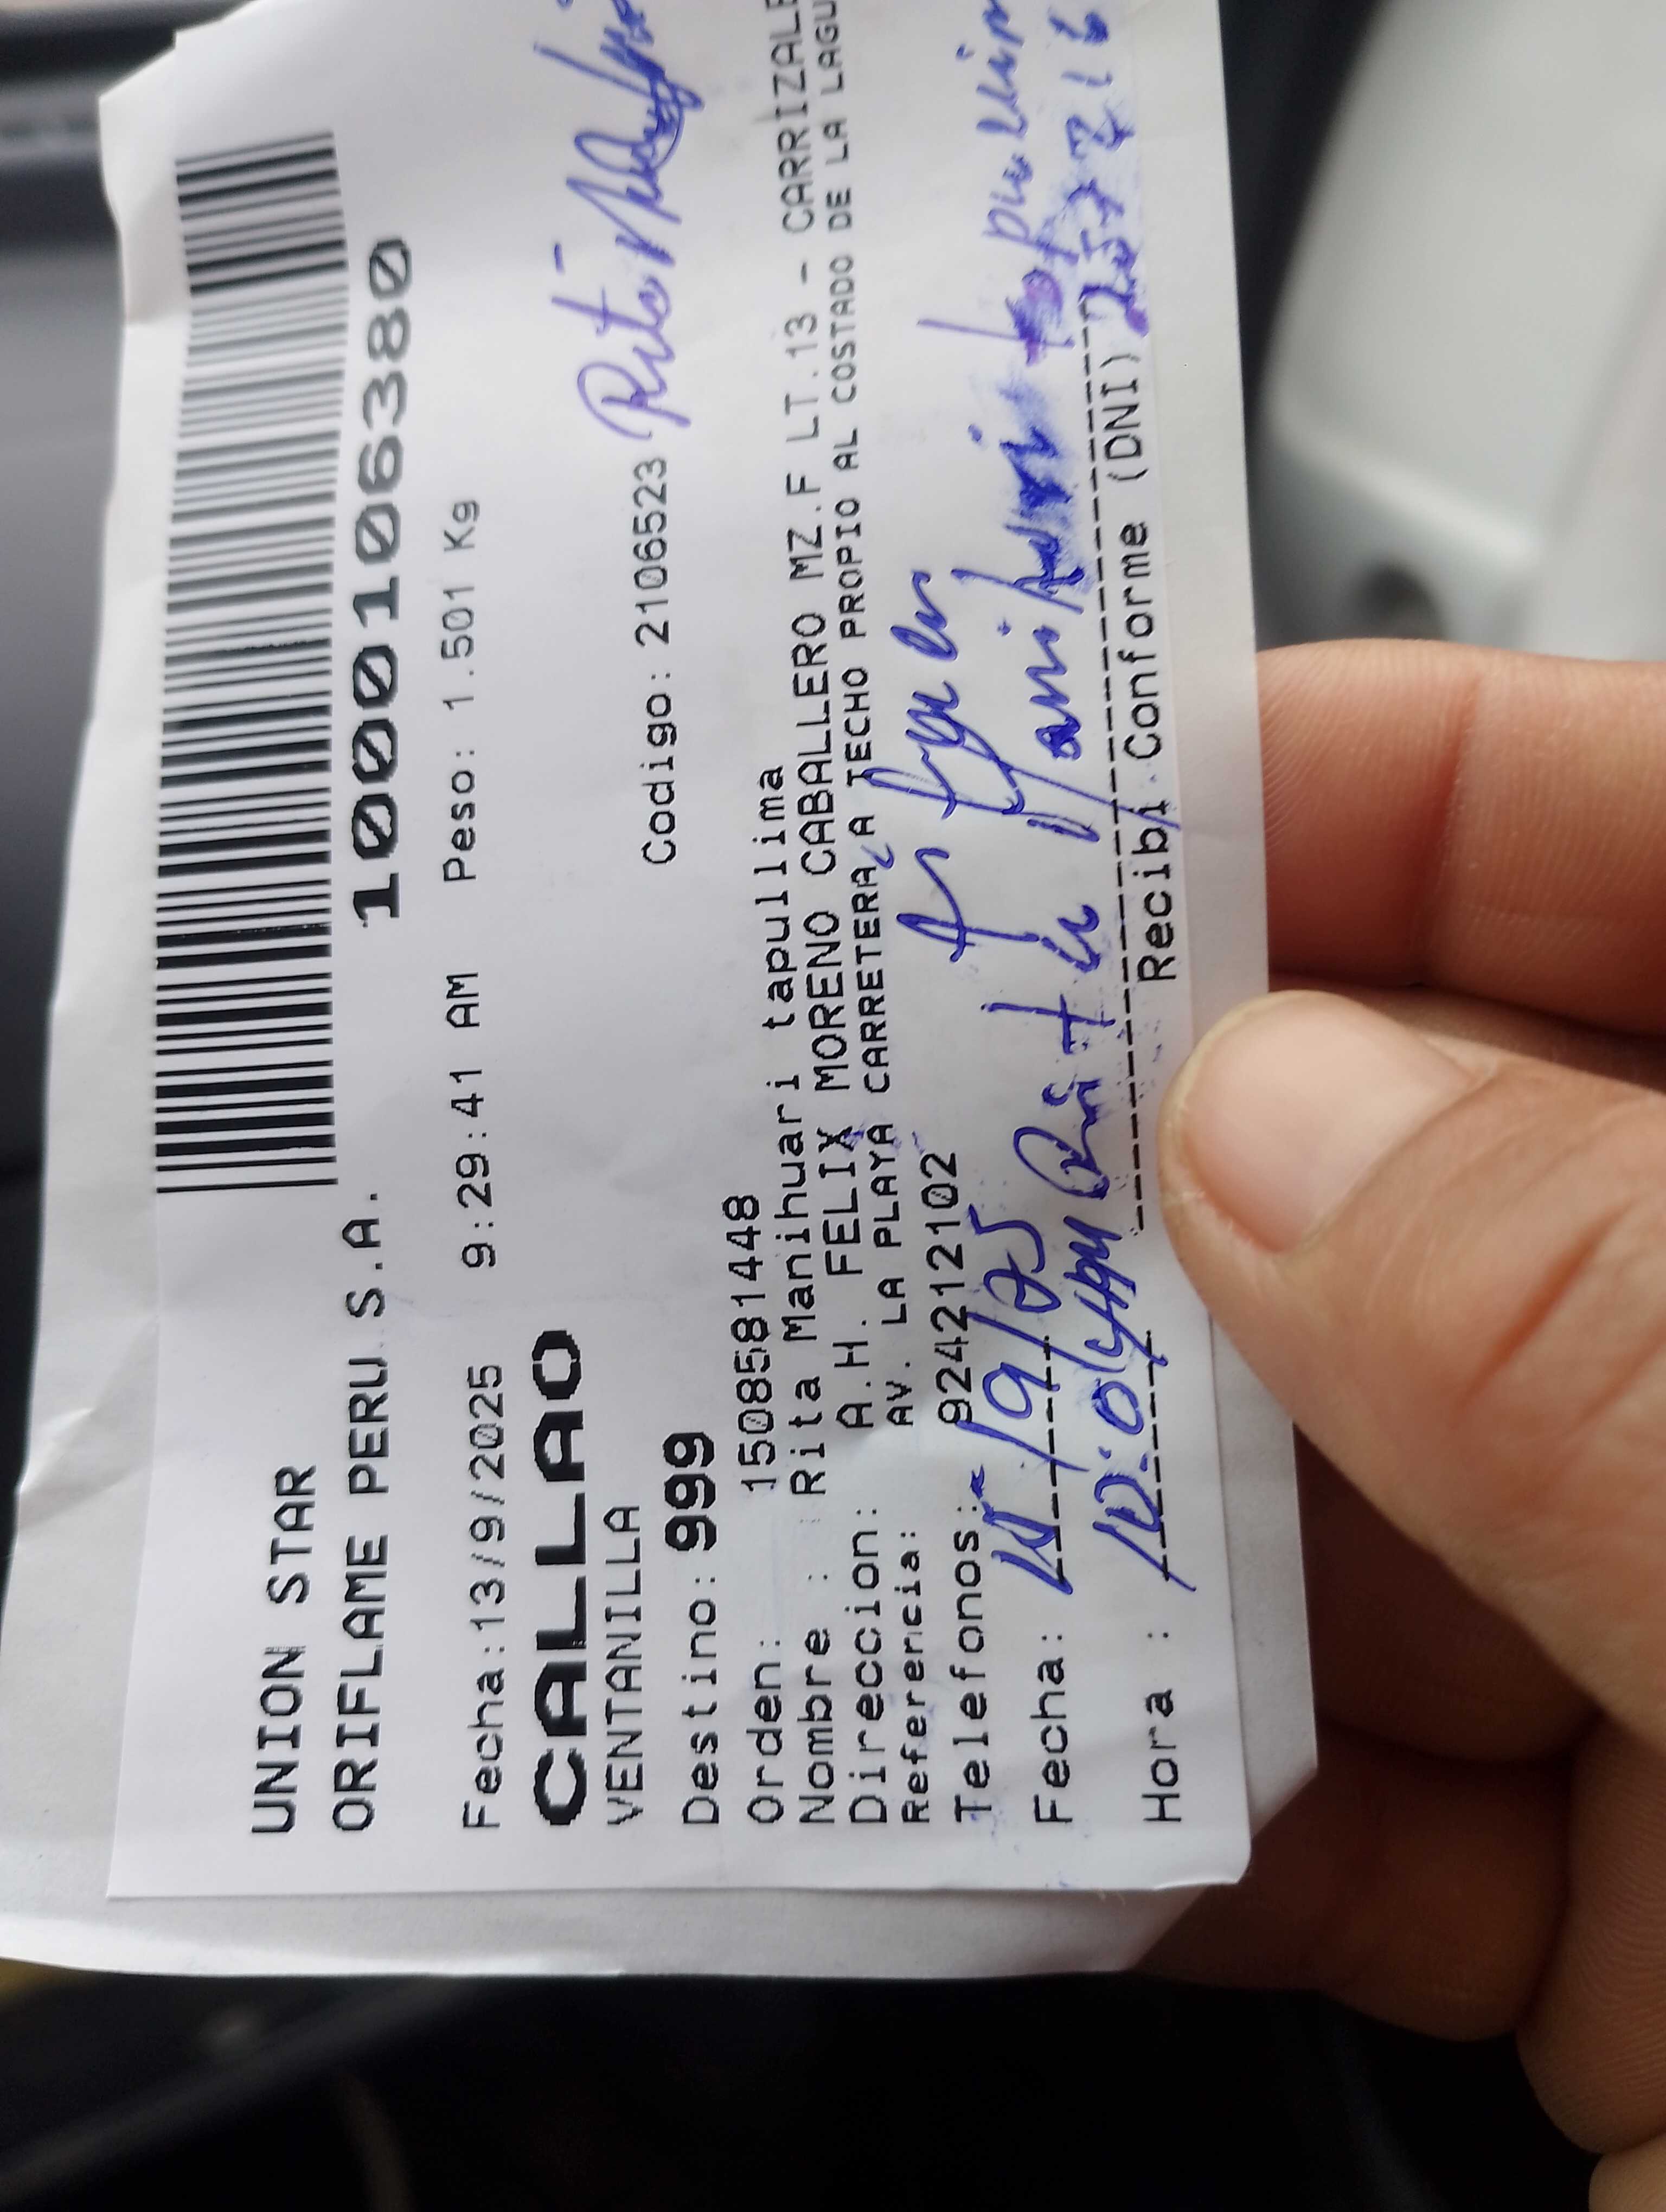 UNION STAR
ORIFLAME PERU S.A.
1000106380
Fecha:13/9/2025 9:29:41 AM Peso: 1.501 Kg
CALLAO
VENTANILLA
Destino: 999 Codigo: 2106523 Rita
Orden: 1508581448
Nombre : Rita Manihuari tapullima
Direccion: A.H. FELIX MORENO CABALLERO MZ.F LT.13 - CARRIZALE
Referencia: AV. LA PLAYA CARRETERA A TECHO PROPIO AL COSTADO DE LA LAGU
Telefonos: 924212102
Fecha: /9/25
Hora :
Recibi Conforme (DNI)